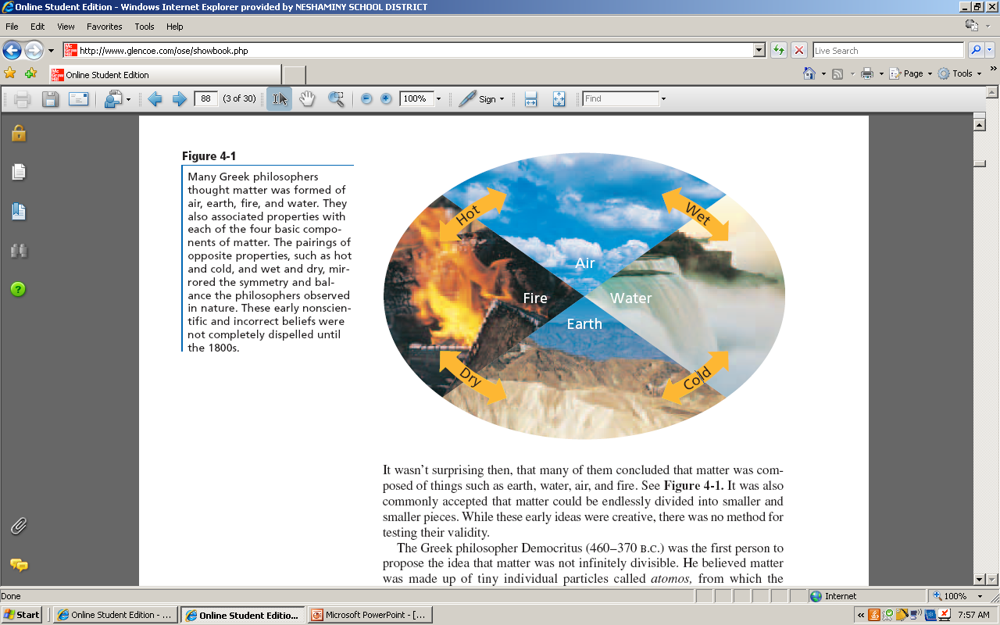 Online Student Edition - Windows Internet Explorer provided by NESHAMINY SCHOOL DISTRICT
File Edit View Favorites Tools Help
http://www.glencoe.com/ose/showbook.php
Live Search
Online Student Edition
Page Tools
88 (3 of 30) 100% Sign Find
Figure 4-1
Many Greek philosophers
thought matter was formed of
air, earth, fire, and water. They
also associated properties with
each of the four basic compo-
nents of matter. The pairings of
opposite properties, such as hot
and cold, and wet and dry, mir-
rored the symmetry and bal-
ance the philosophers observed
in nature. These early nonscien-
tific and incorrect beliefs were
not completely dispelled until
the 1800s.
Hot
Wet
Air
Fire
Water
Earth
Dry
Cold
It wasn't surprising then, that many of them concluded that matter was com-
posed of things such as earth, water, air, and fire. See Figure 4-1. It was also
commonly accepted that matter could be endlessly divided into smaller and
smaller pieces. While these early ideas were creative, there was no method for
testing their validity.
The Greek philosopher Democritus (460–370 B.C.) was the first person to
propose the idea that matter was not infinitely divisible. He believed matter
was made up of tiny individual particles called atomos, from which the
Done
Internet
100%
Start
Online Student Edition - ...
Online Student Editio...
Microsoft PowerPoint - [...
7:57 AM